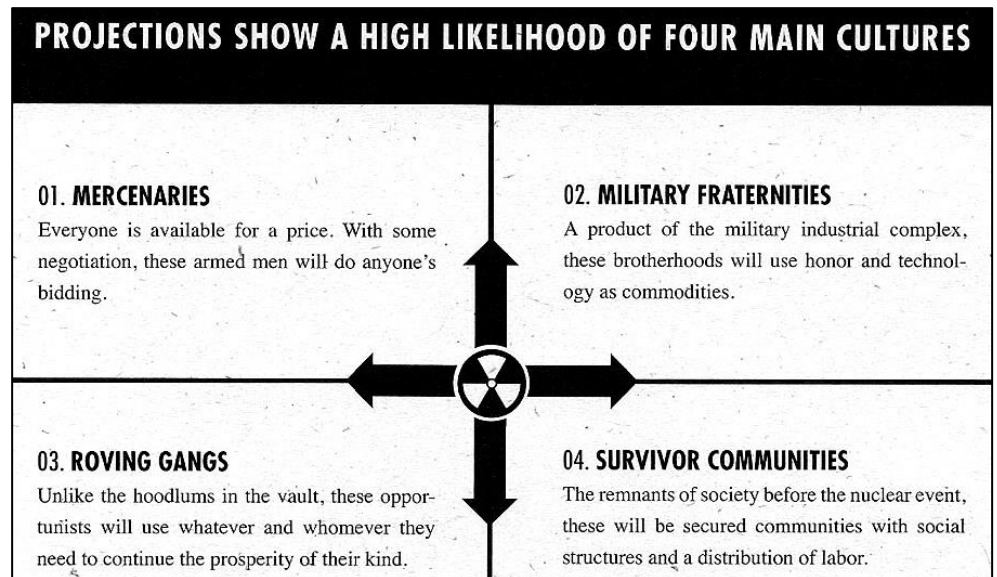 PROJECTIONS SHOW A HIGH LIKELIHOOD OF FOUR MAIN CULTURES
01. MERCENARIES
Everyone is available for a price. With some
negotiation, these armed men will do anyone's
bidding.
02. MILITARY FRATERNITIES
A product of the military industrial complex,
these brotherhoods will use honor and technol-
ogy as commodities.
03. ROVING GANGS
Unlike the hoodlums in the vault, these oppor-
tunists will use whatever and whomever they
need to continue the prosperity of their kind.
04. SURVIVOR COMMUNITIES
The remnants of society before the nuclear event,
these will be secured communities with social
structures and a distribution of labor.